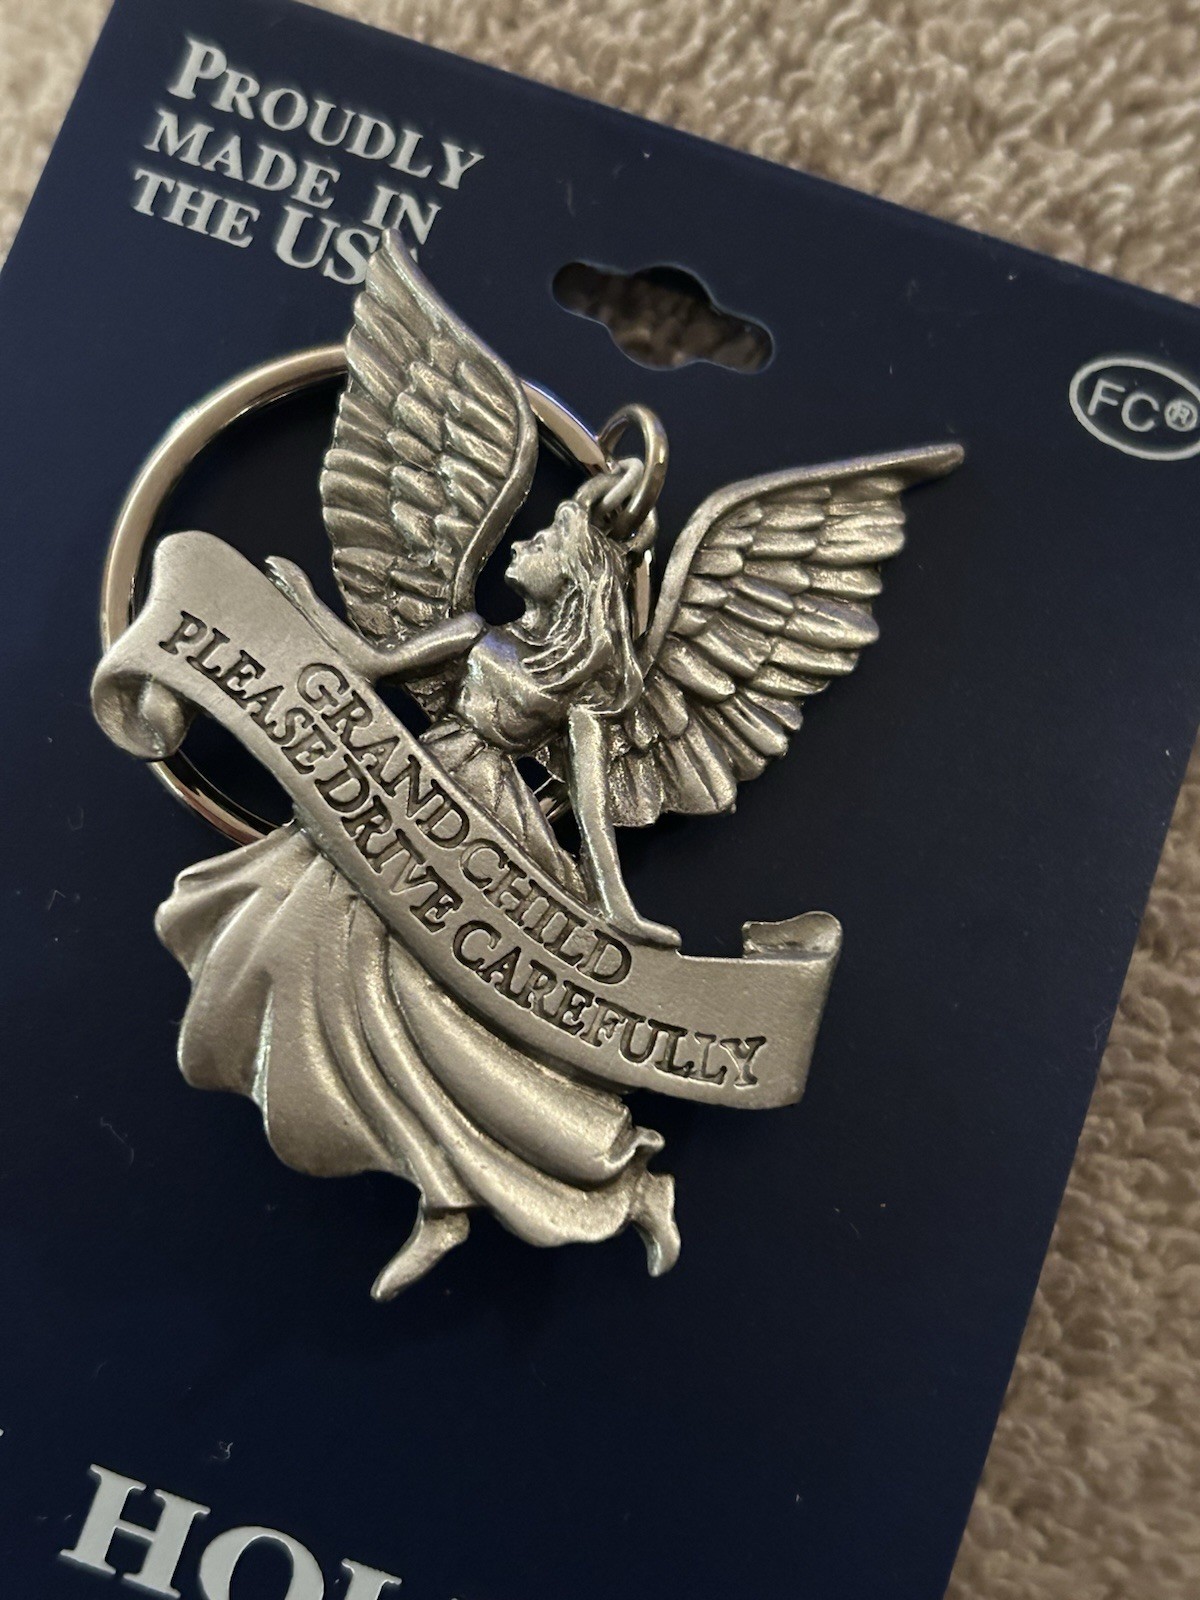 PROUDLY
MADE IN
THE US
FC®
GRANDCHILD
PLEASE DRIVE CAREFULLY